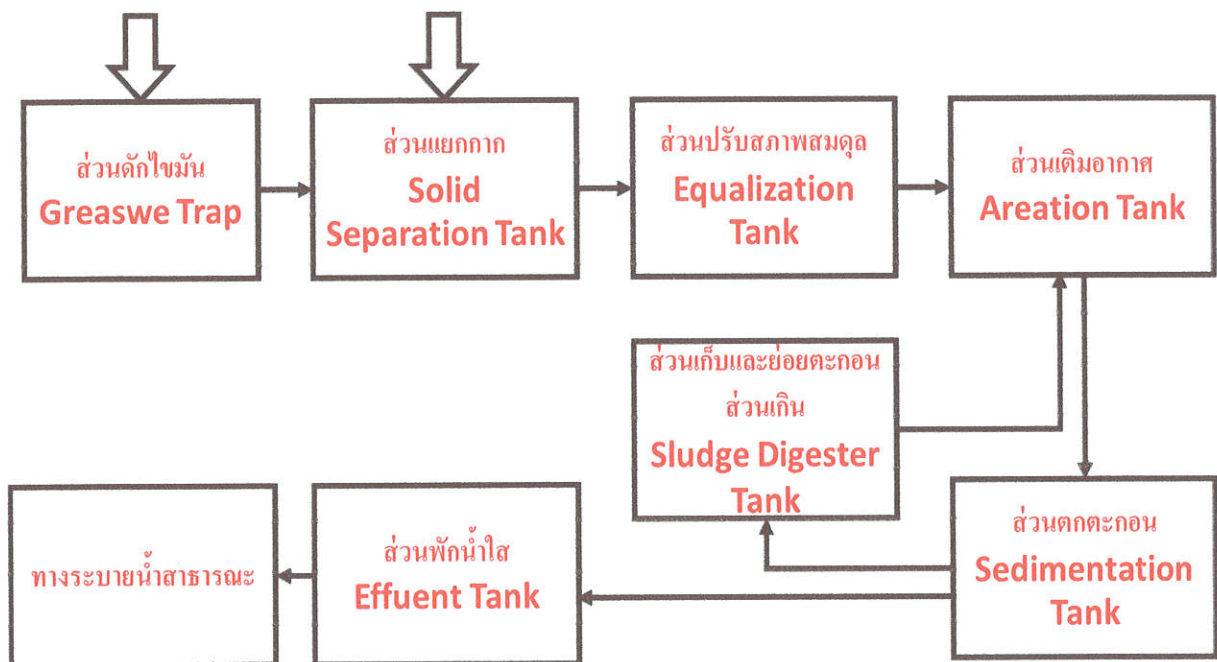 ส่วนดักไขมัน
Greaswe Trap
ส่วนแยกกาก
Solid
Separation Tank
ส่วนปรับสภาพสมดุล
Equalization
Tank
ส่วนเติมอากาศ
Areation Tank
ส่วนเก็บและย่อยตะกอน
ส่วนเกิน
Sludge Digester
Tank
ส่วนตกตะกอน
Sedimentation
Tank
ส่วนพักน้ำใส
Effuent Tank
ทางระบายน้ำสาธารณะ